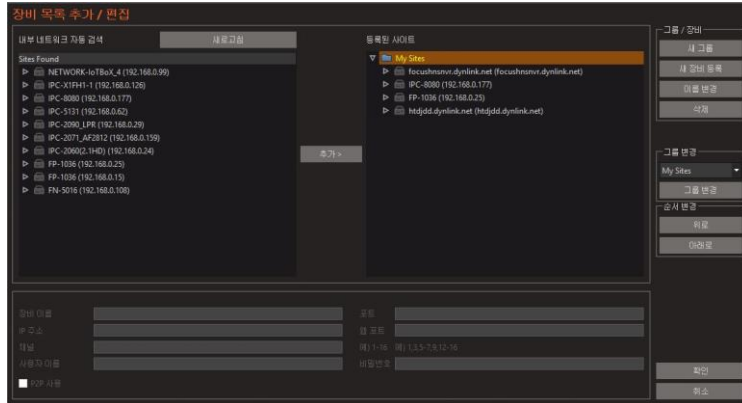 장비 목록 추가 / 편집
내부 네트워크 자동 검색
새로고침
Sites Found
NETWORK-IoTBoX_4 (192.168.0.99)
IPC-X1FH1-1 (192.168.0.126)
IPC-8080 (192.168.0.177)
IPC-5131 (192.168.0.62)
IPC-2090_LPR (192.168.0.29)
IPC-2071_AF2812 (192.168.0.159)
IPC-2060(2.1HD) (192.168.0.24)
FP-1036 (192.168.0.25)
FP-1036 (192.168.0.15)
FN-5016 (192.168.0.108)
추가 >
등록된 사이트
My Sites
focushnsnvr.dynlink.net (focushnsnvr.dynlink.net)
IPC-8080 (192.168.0.177)
FP-1036 (192.168.0.25)
htdjdd.dynlink.net (htdjdd.dynlink.net)
그룹 / 장비
새 그룹
새 장비 등록
이름 변경
삭제
그룹 변경
My Sites
그룹 변경
순서 변경
위로
아래로
장비 이름
포트
IP 주소
웹 포트
채널
예) 1-16 예) 1,3,5-7,9,12-16
사용자 이름
비밀번호
P2P 사용
확인
취소